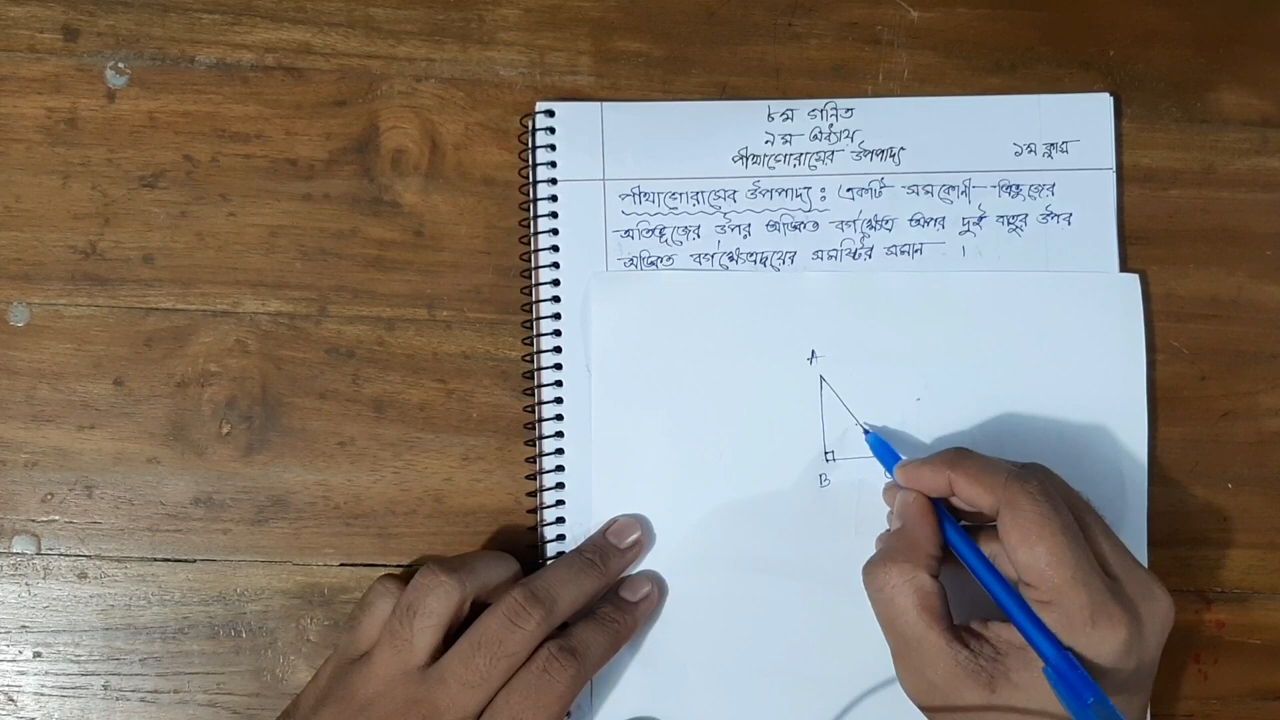 ৮ম গনিত
৯ম অধ্যায়
পীথাগোরাসের উপপাদ্য
১ম ক্লাস
পীথাগোরাসের উপপাদ্য : একটি সমকোনী ত্রিভুজের
অতিভূজের উপর অঙ্কিত বর্গক্ষেত্র অপর দুই বাহুর উপর
অঙ্কিত বর্গক্ষেত্রদ্বয়ের সমষ্টির সমান ।
A
B